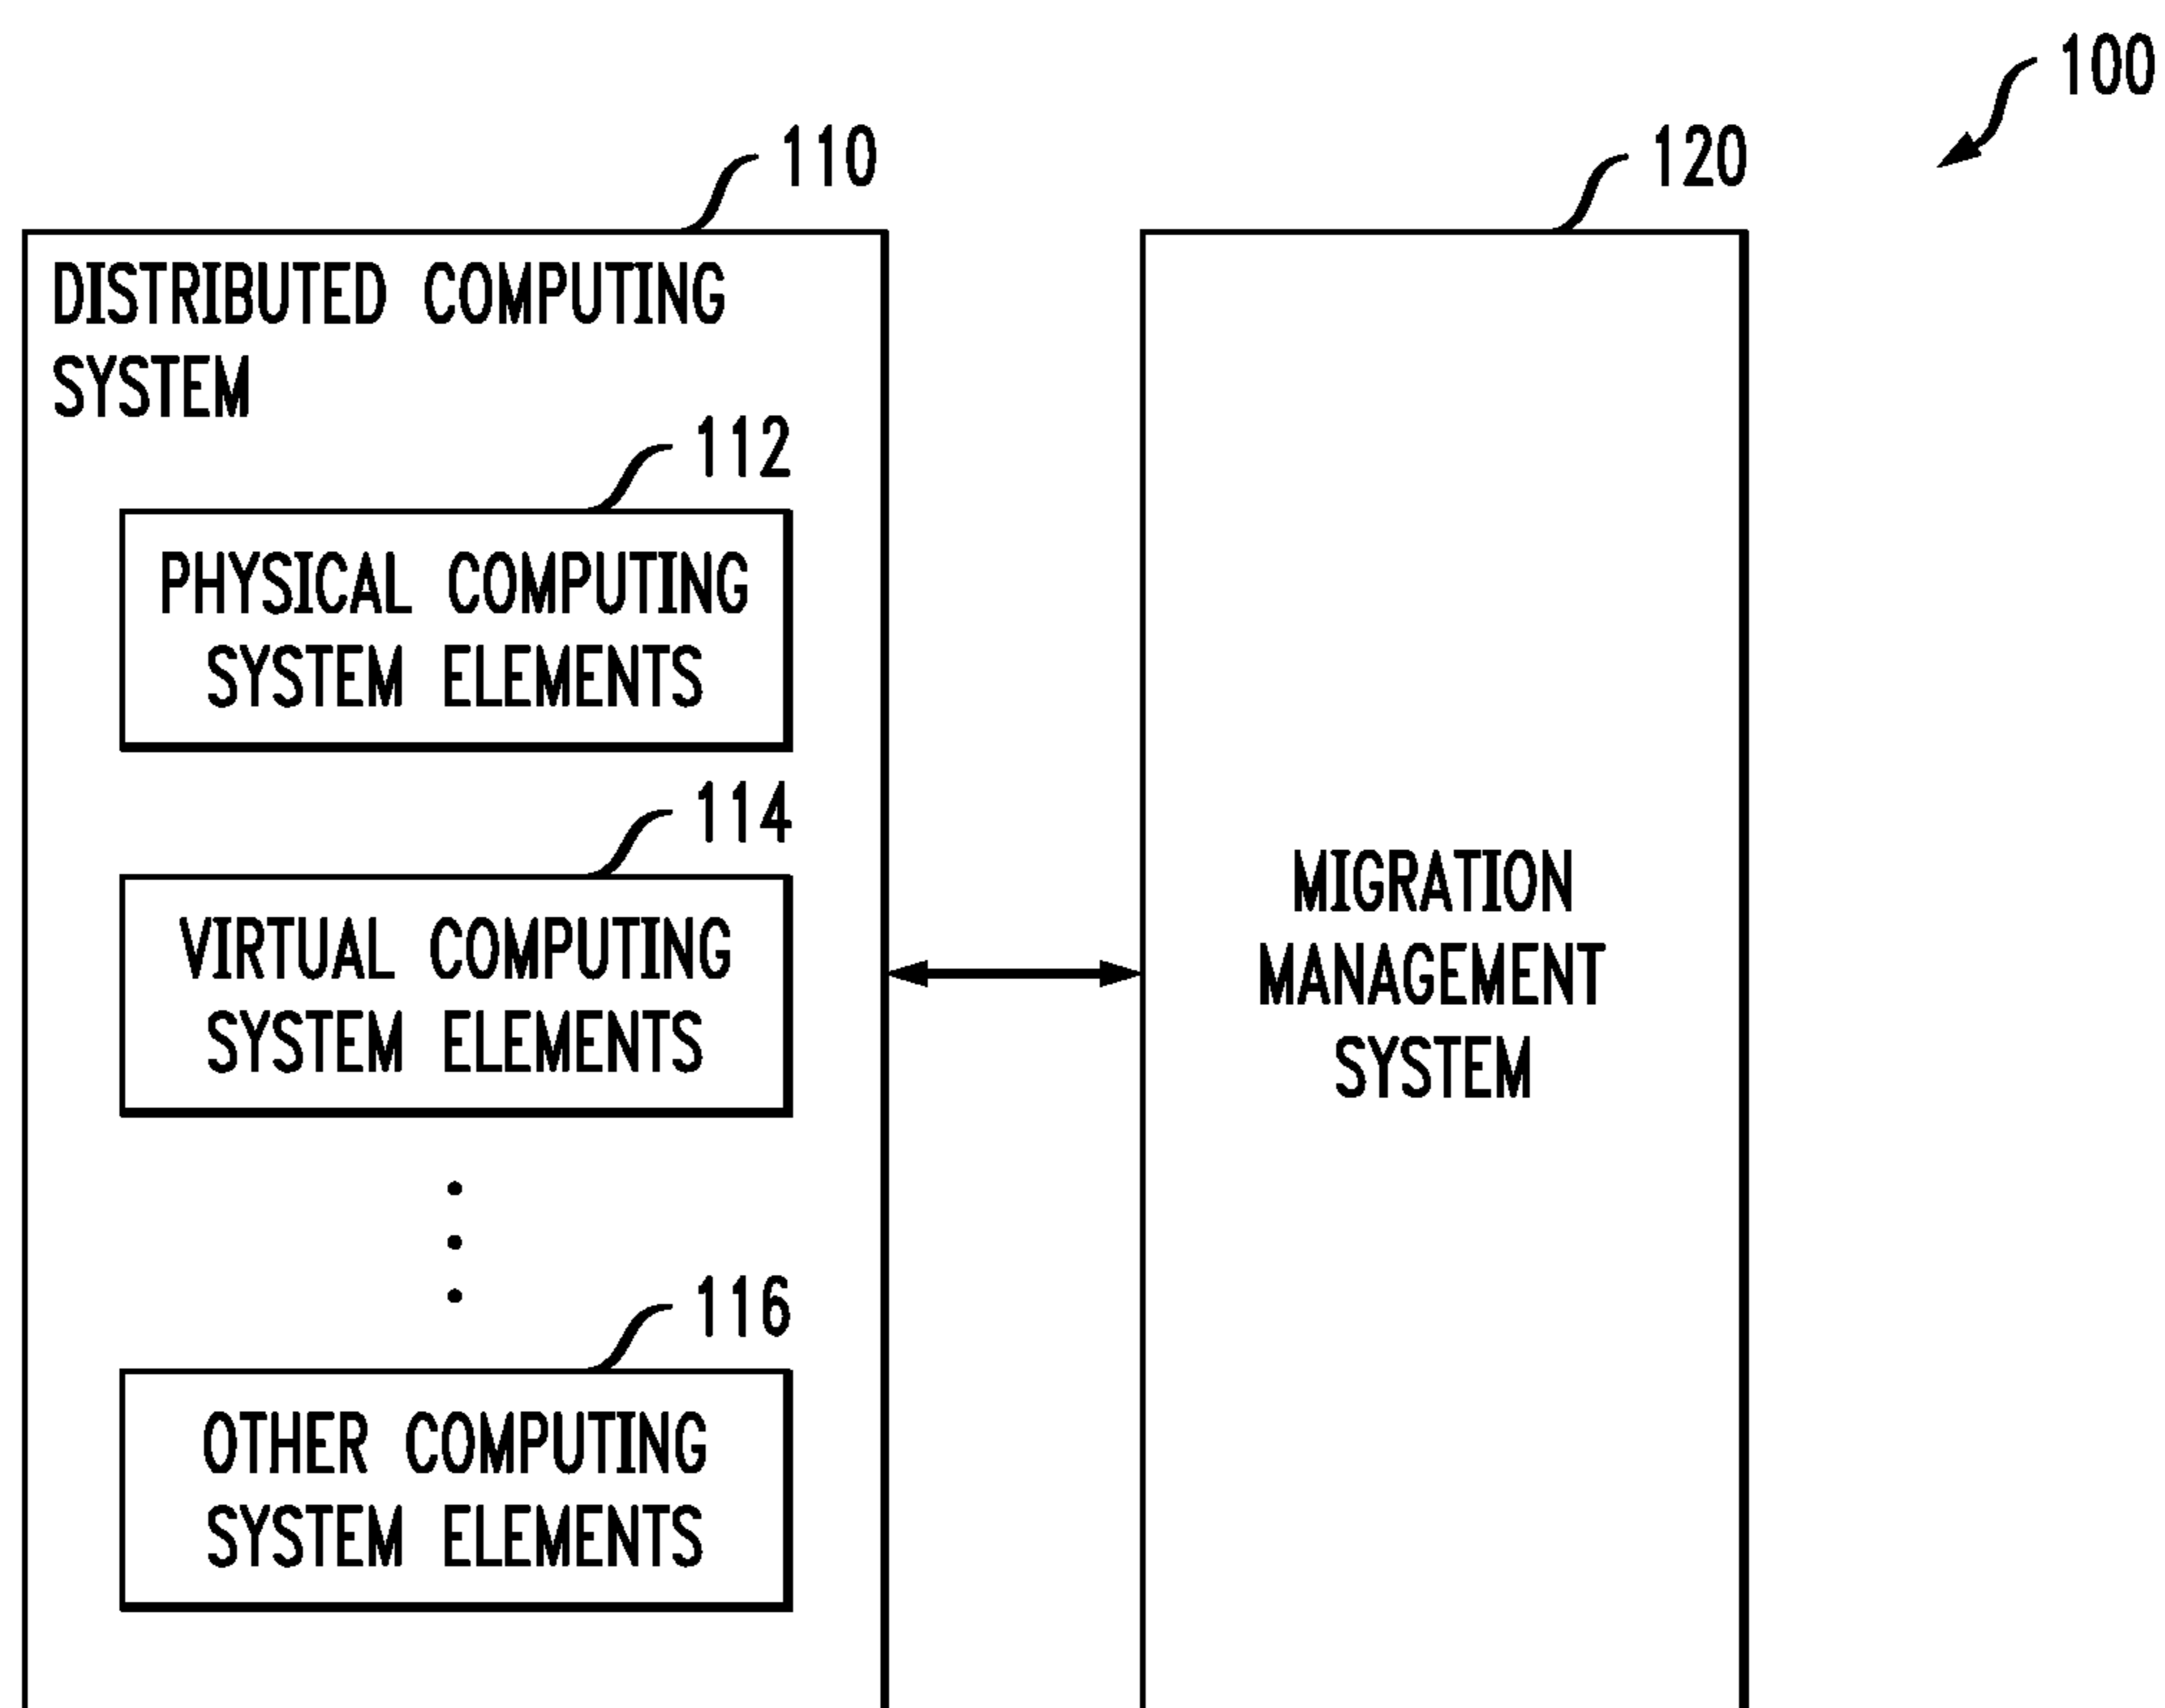 100
110
120
DISTRIBUTED COMPUTING
SYSTEM
112
PHYSICAL COMPUTING
SYSTEM ELEMENTS
114
VIRTUAL COMPUTING
SYSTEM ELEMENTS
116
OTHER COMPUTING
SYSTEM ELEMENTS
MIGRATION
MANAGEMENT
SYSTEM